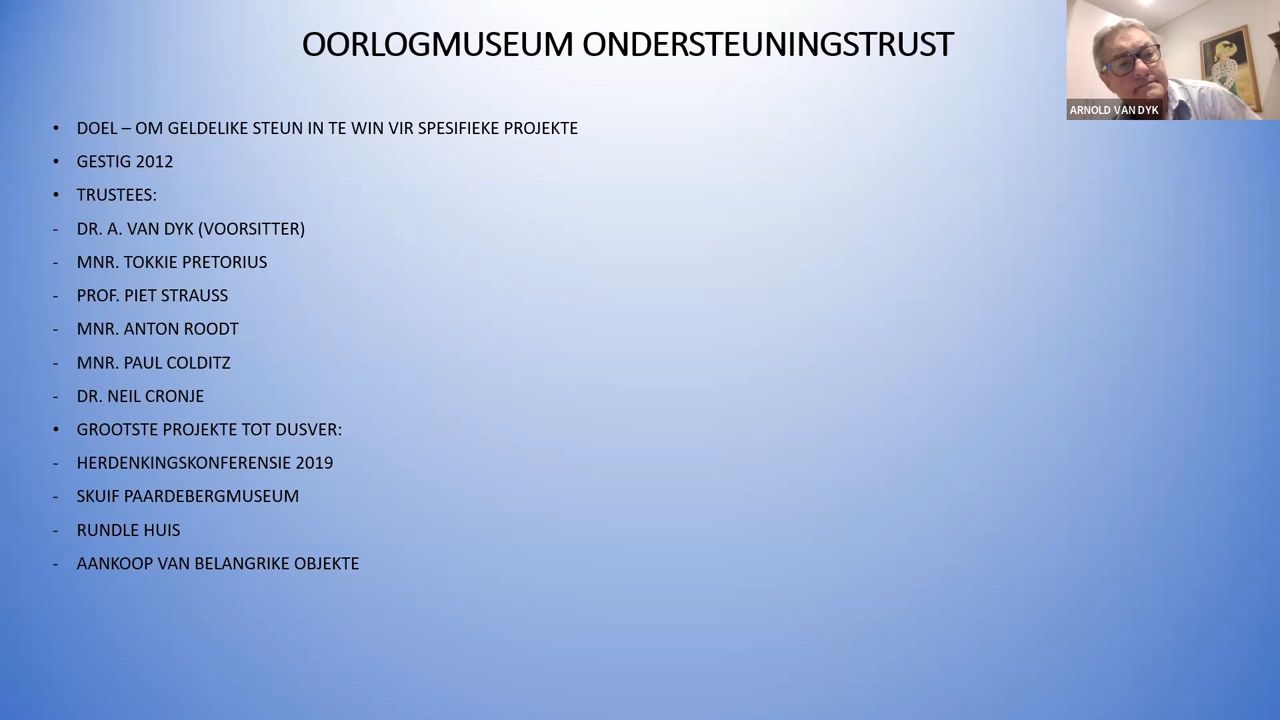 OORLOGMUSEUM ONDERSTEUNINGSTRUST
ARNOLD VAN DYK
• DOEL – OM GELDELIKE STEUN IN TE WIN VIR SPESIFIEKE PROJEKTE
• GESTIG 2012
• TRUSTEES:
- DR. A. VAN DYK (VOORSITTER)
- MNR. TOKKIE PRETORIUS
- PROF. PIET STRAUSS
- MNR. ANTON ROODT
- MNR. PAUL COLDITZ
- DR. NEIL CRONJE
• GROOTSTE PROJEKTE TOT DUSVER:
- HERDENKINGSKONFERENSIE 2019
- SKUIF PAARDEBERGMUSEUM
- RUNDLE HUIS
- AANKOOP VAN BELANGRIKE OBJEKTE